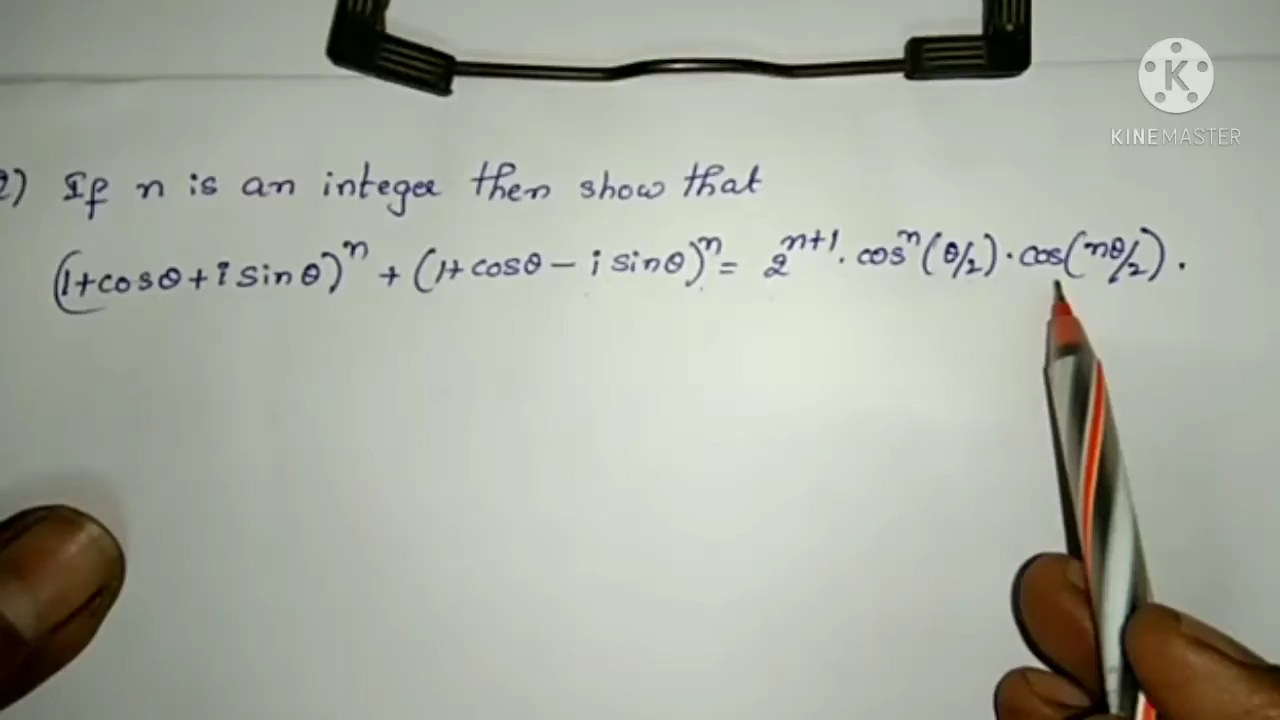 2) If n is an integer then show that
(1+cosθ+i sinθ)^n + (1+cosθ - i sinθ)^n = 2^{n+1} . cos^n (θ/2) . cos(nθ/2) .
K
KINEMASTER